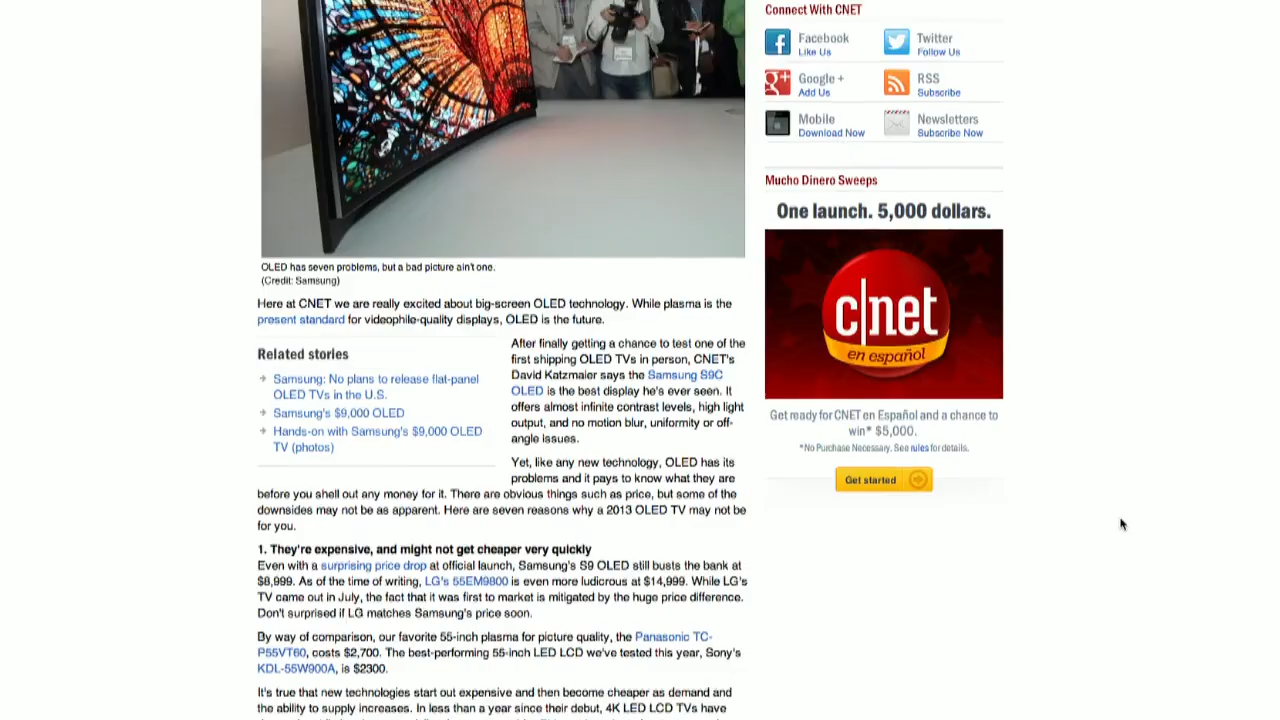 OLED has seven problems, but a bad picture ain't one.
(Credit: Samsung)
Here at CNET we are really excited about big-screen OLED technology. While plasma is the
present standard for videophile-quality displays, OLED is the future.
Related stories
Samsung: No plans to release flat-panel
OLED TVs in the U.S.
Samsung's $9,000 OLED
Hands-on with Samsung's $9,000 OLED
TV (photos)
After finally getting a chance to test one of the
first shipping OLED TVs in person, CNET's
David Katzmaier says the Samsung S9C
OLED is the best display he's ever seen. It
offers almost infinite contrast levels, high light
output, and no motion blur, uniformity or off-
angle issues.
Yet, like any new technology, OLED has its
problems and it pays to know what they are
before you shell out any money for it. There are obvious things such as price, but some of the
downsides may not be as apparent. Here are seven reasons why a 2013 OLED TV may not be
for you.
1. They're expensive, and might not get cheaper very quickly
Even with a surprising price drop at official launch, Samsung's S9 OLED still busts the bank at
$8,999. As of the time of writing, LG's 55EM9800 is even more ludicrous at $14,999. While LG's
TV came out in July, the fact that it was first to market is mitigated by the huge price difference.
Don't surprised if LG matches Samsung's price soon.
By way of comparison, our favorite 55-inch plasma for picture quality, the Panasonic TC-
P55VT60, costs $2,700. The best-performing 55-inch LED LCD we've tested this year, Sony's
KDL-55W900A, is $2300.
It's true that new technologies start out expensive and then become cheaper as demand and
the ability to supply increases. In less than a year since their debut, 4K LED LCD TVs have
Connect With CNET
Facebook
Like Us
Twitter
Follow Us
g+
Google +
Add Us
RSS
Subscribe
Mobile
Download Now
Newsletters
Subscribe Now
Mucho Dinero Sweeps
One launch. 5,000 dollars.
c|net
en español
Get ready for CNET en Español and a chance to
win* $5,000.
*No Purchase Necessary. See rules for details.
Get started